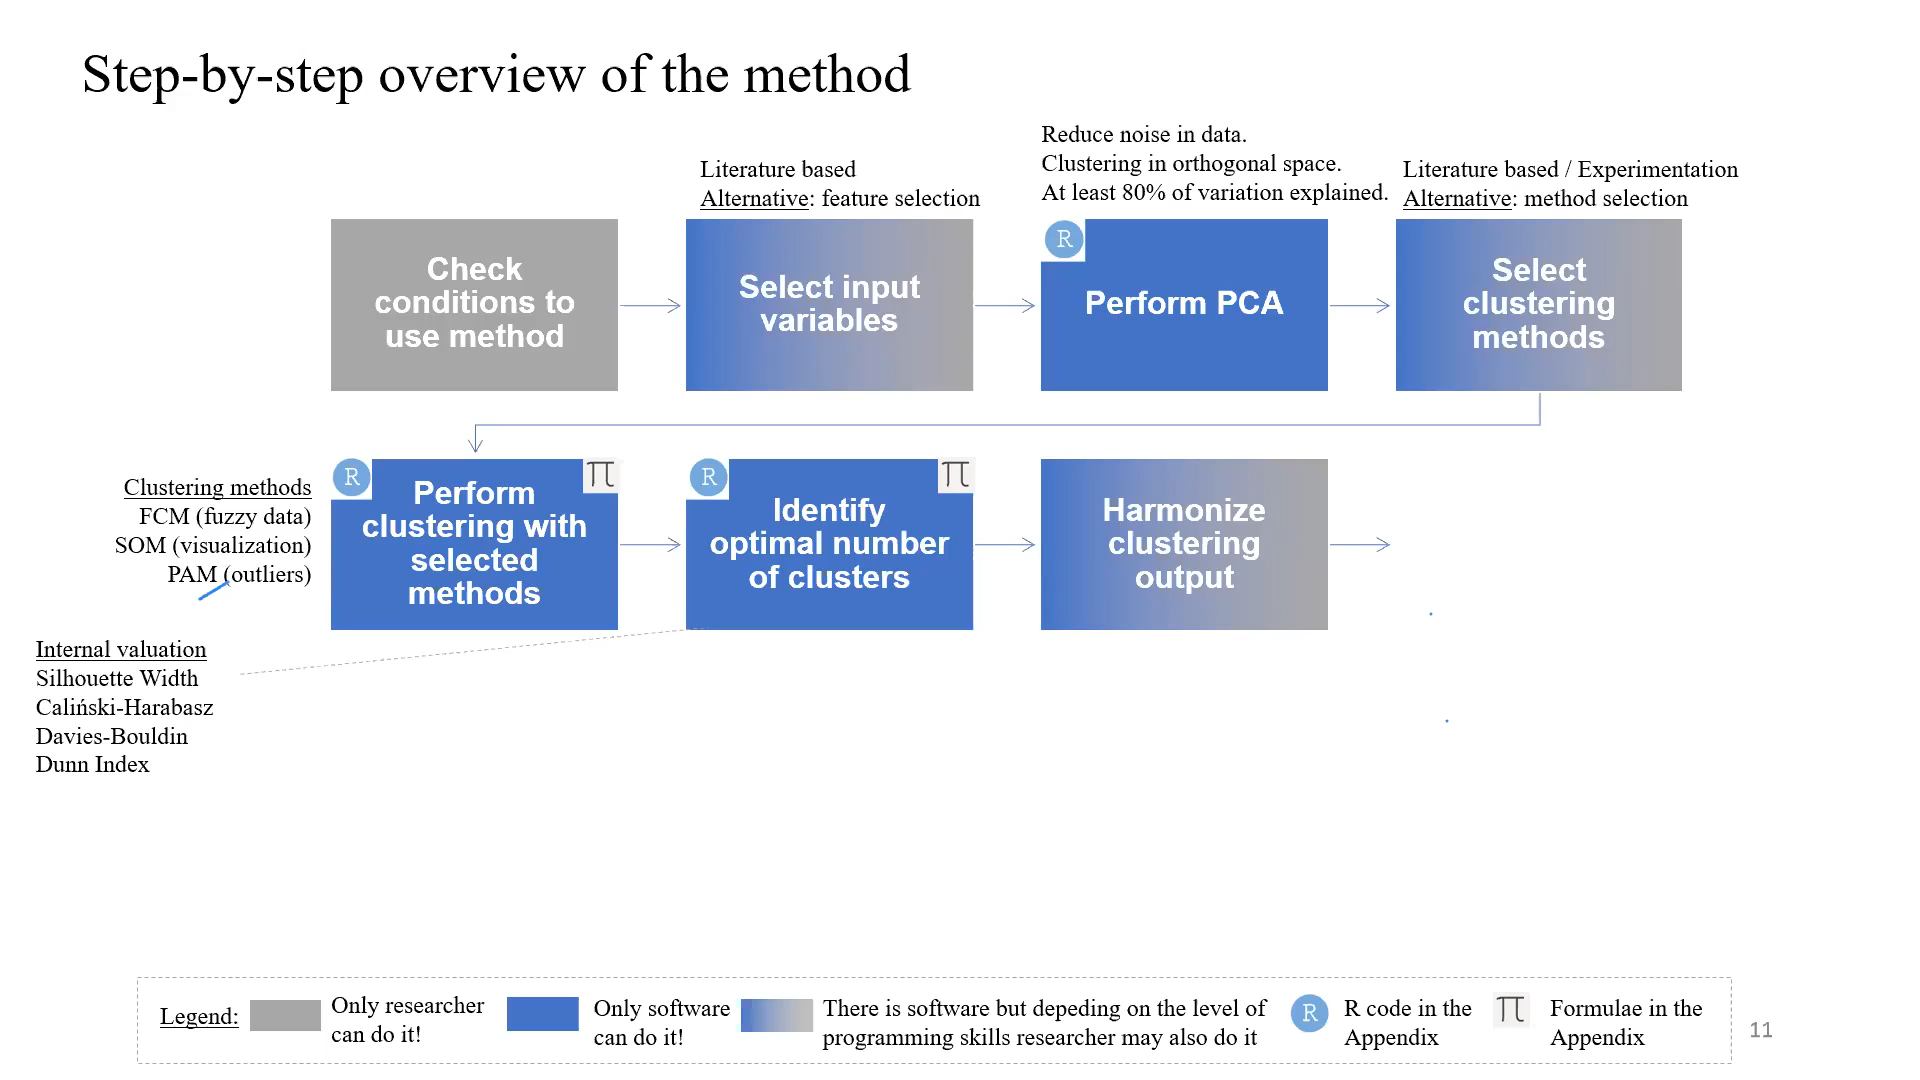 Step-by-step overview of the method
Literature based
Alternative: feature selection
Reduce noise in data.
Clustering in orthogonal space.
At least 80% of variation explained.
Literature based / Experimentation
Alternative: method selection
Check
conditions to
use method
Select input
variables
R
Perform PCA
Select
clustering
methods
Clustering methods
FCM (fuzzy data)
SOM (visualization)
PAM (outliers)
R
π
Perform
clustering with
selected
methods
R
π
Identify
optimal number
of clusters
Harmonize
clustering
output
Internal valuation
Silhouette Width
Caliński-Harabasz
Davies-Bouldin
Dunn Index
Legend:
Only researcher
can do it!
Only software
can do it!
There is software but depeding on the level of
programming skills researcher may also do it
R
R code in the
Appendix
π
Formulae in the
Appendix
11